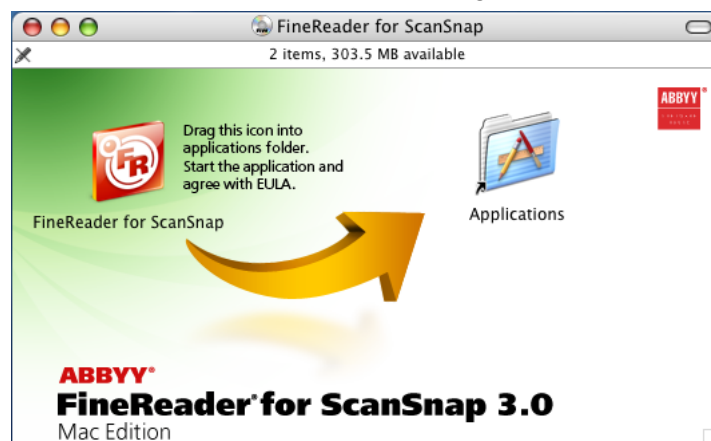 FineReader for ScanSnap
2 items, 303.5 MB available
ABBYY®
Drag this icon into
applications folder.
Start the application and
agree with EULA.
FineReader for ScanSnap
Applications
ABBYY®
FineReader® for ScanSnap 3.0
Mac Edition